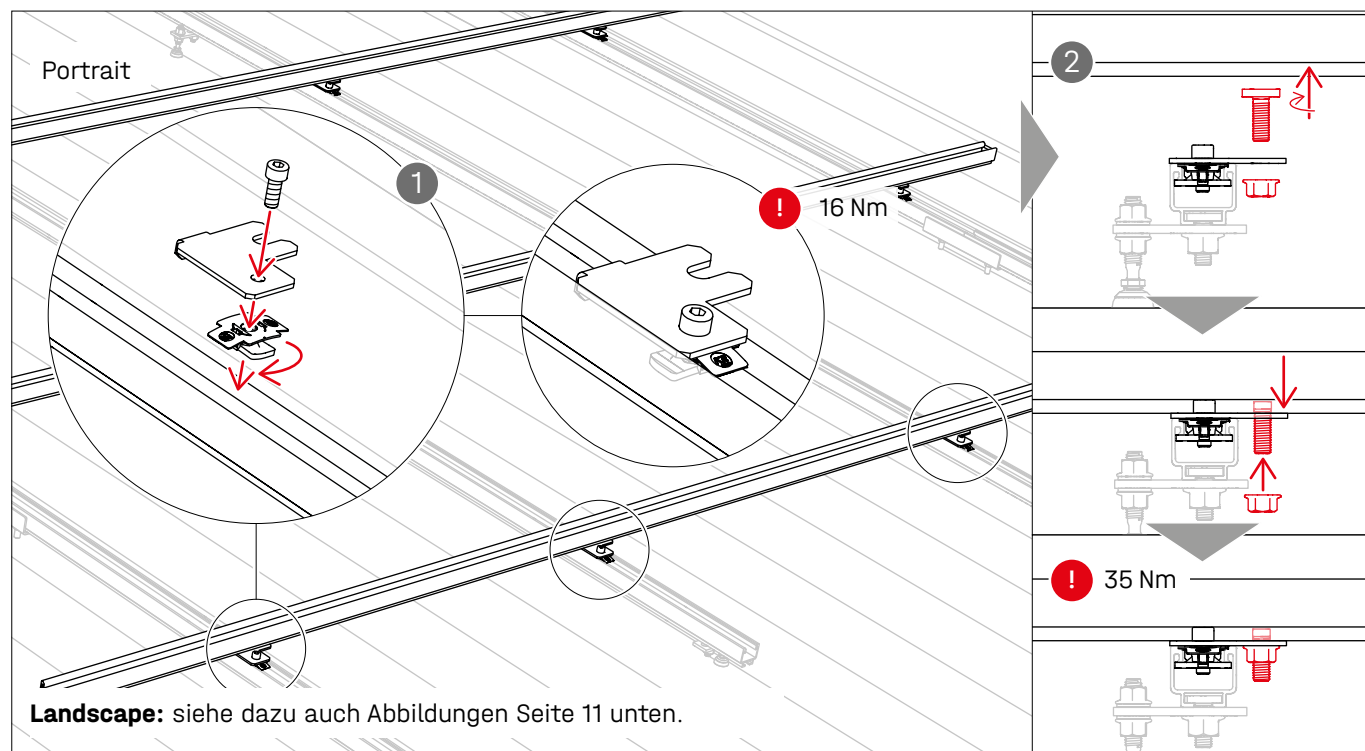 Portrait
1
! 16 Nm
2
! 35 Nm
Landscape: siehe dazu auch Abbildungen Seite 11 unten.